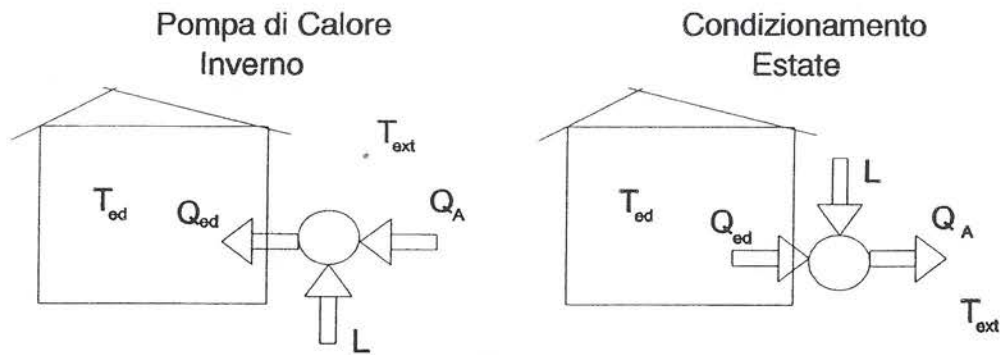 Pompa di Calore
Inverno
T_ext
T_ed
Q_ed
Q_A
L
Condizionamento
Estate
L
T_ed
Q_ed
Q_A
T_ext